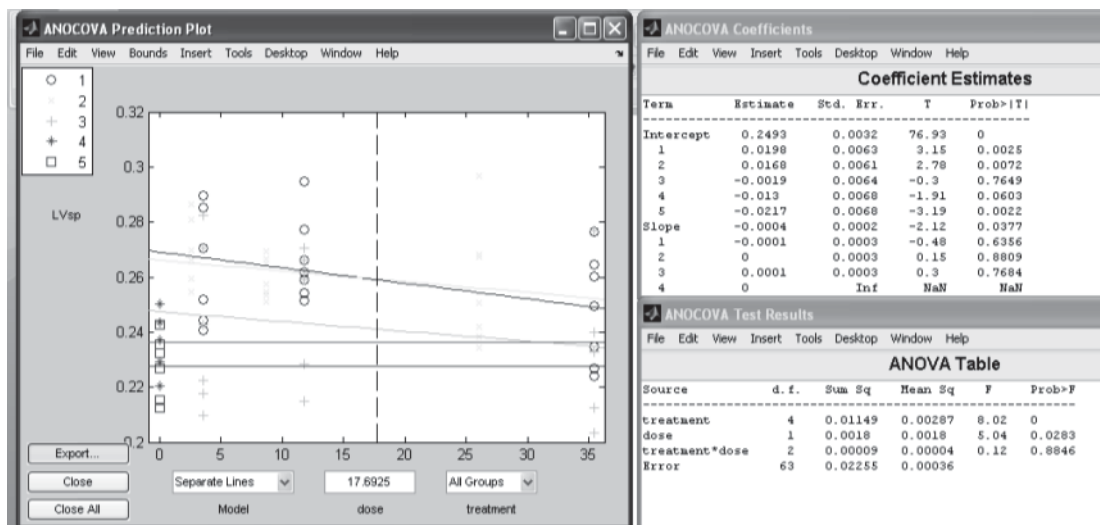 ANOCOVA Prediction Plot
File Edit View Bounds Insert Tools Desktop Window Help
1
2
3
4
5
LVsp
0.32
0.3
0.28
0.26
0.24
0.22
0.2
0 5 10 15 20 25 30 35
Export...
Close
Close All
Separate Lines
Model
17.6925
dose
All Groups
treatment
ANOCOVA Coefficients
File Edit View Insert Tools Desktop Window Help
Coefficient Estimates
Term Estimate Std. Err. T Prob>|T|
Intercept 0.2493 0.0032 76.93 0
1 0.0198 0.0063 3.15 0.0025
2 0.0168 0.0061 2.78 0.0072
3 -0.0019 0.0064 -0.3 0.7649
4 -0.013 0.0068 -1.91 0.0603
5 -0.0217 0.0068 -3.19 0.0022
Slope -0.0004 0.0002 -2.12 0.0377
1 -0.0001 0.0003 -0.48 0.6356
2 0 0.0003 0.15 0.8809
3 0.0001 0.0003 0.3 0.7684
4 0 Inf NaN NaN
ANOCOVA Test Results
File Edit View Insert Tools Desktop Window Help
ANOVA Table
Source d.f. Sum Sq Mean Sq F Prob>F
treatment 4 0.01149 0.00287 8.02 0
dose 1 0.0018 0.0018 5.04 0.0283
treatment*dose 2 0.00009 0.00004 0.12 0.8846
Error 63 0.02255 0.00036